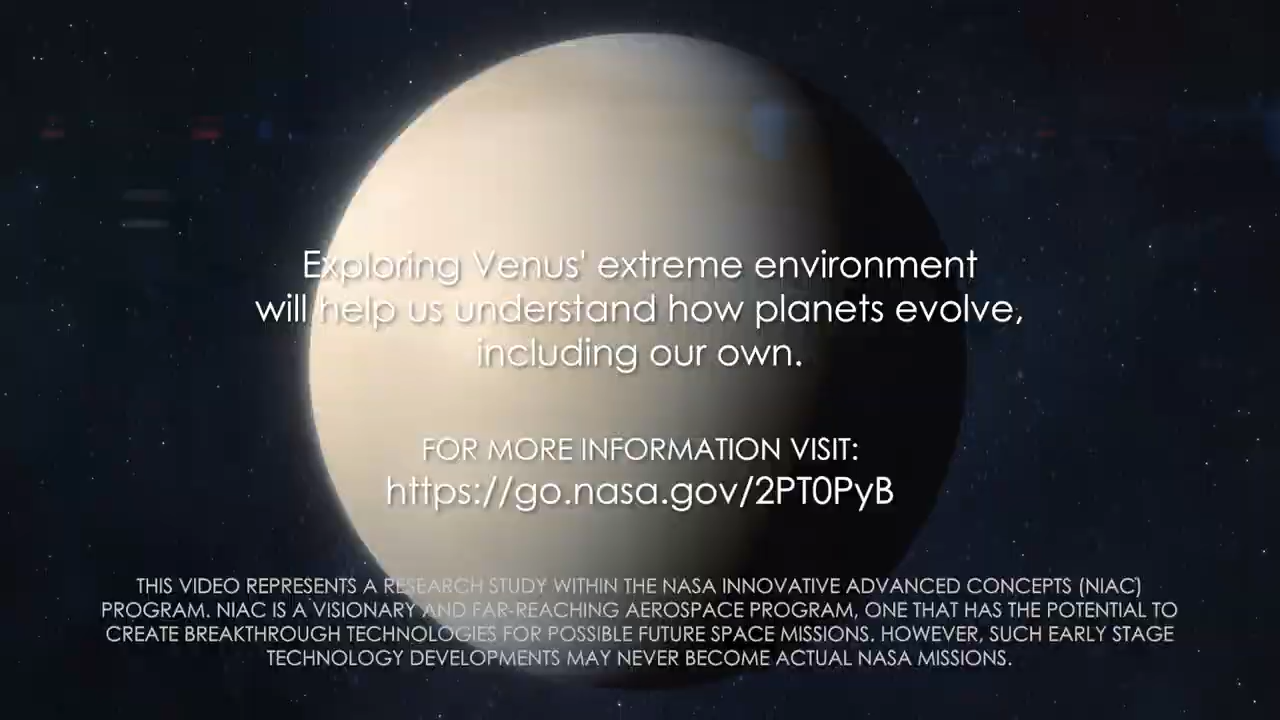 Exploring Venus' extreme environment
will help us understand how planets evolve,
including our own.
FOR MORE INFORMATION VISIT:
https://go.nasa.gov/2PT0PyB
THIS VIDEO REPRESENTS A RESEARCH STUDY WITHIN THE NASA INNOVATIVE ADVANCED CONCEPTS (NIAC)
PROGRAM. NIAC IS A VISIONARY AND FAR-REACHING AEROSPACE PROGRAM, ONE THAT HAS THE POTENTIAL TO
CREATE BREAKTHROUGH TECHNOLOGIES FOR POSSIBLE FUTURE SPACE MISSIONS. HOWEVER, SUCH EARLY STAGE
TECHNOLOGY DEVELOPMENTS MAY NEVER BECOME ACTUAL NASA MISSIONS.